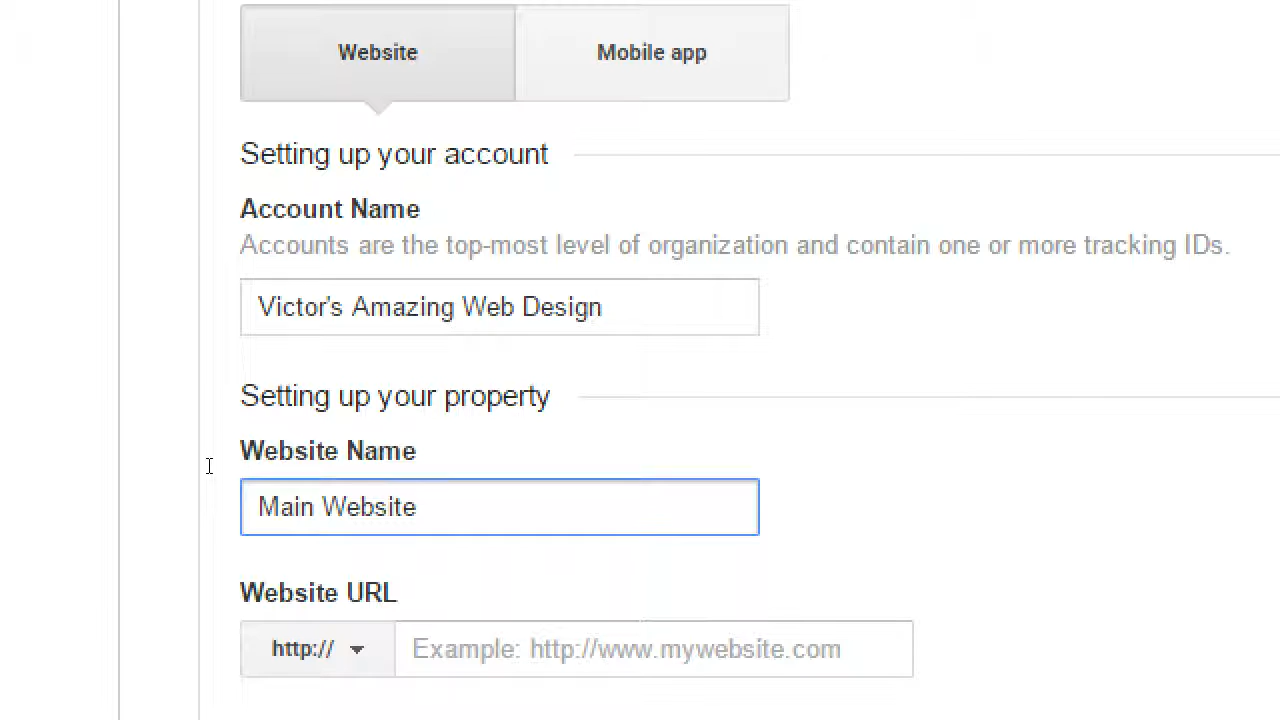 Website
Mobile app
Setting up your account
Account Name
Accounts are the top-most level of organization and contain one or more tracking IDs.
Victor's Amazing Web Design
Setting up your property
Website Name
Main Website
Website URL
http://
Example: http://www.mywebsite.com